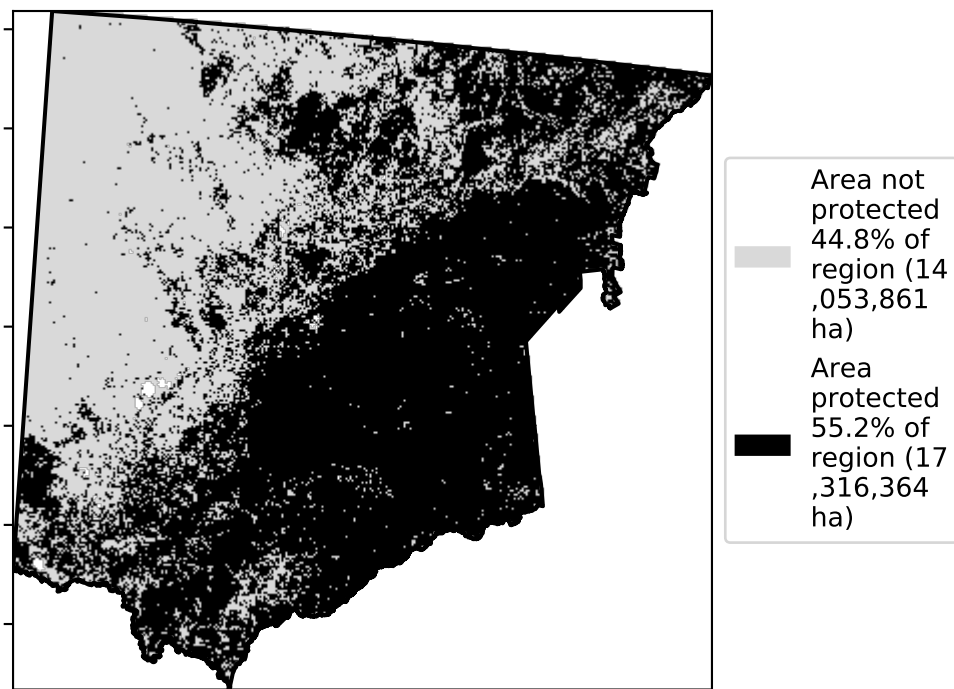 Area not
protected
44.8% of
region (14
,053,861
ha)
Area
protected
55.2% of
region (17
,316,364
ha)